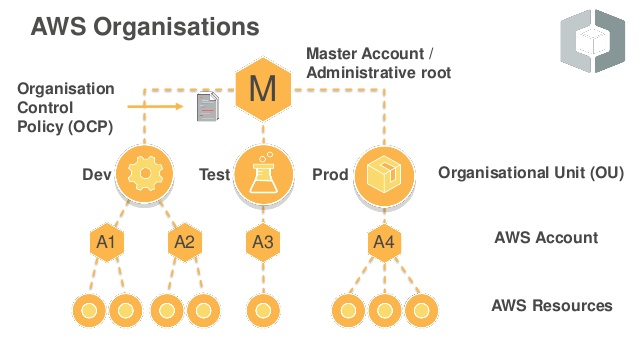 AWS Organisations
Master Account /
Administrative root
M
Organisation
Control
Policy (OCP)
Dev
Test
Prod
Organisational Unit (OU)
A1
A2
A3
A4
AWS Account
AWS Resources